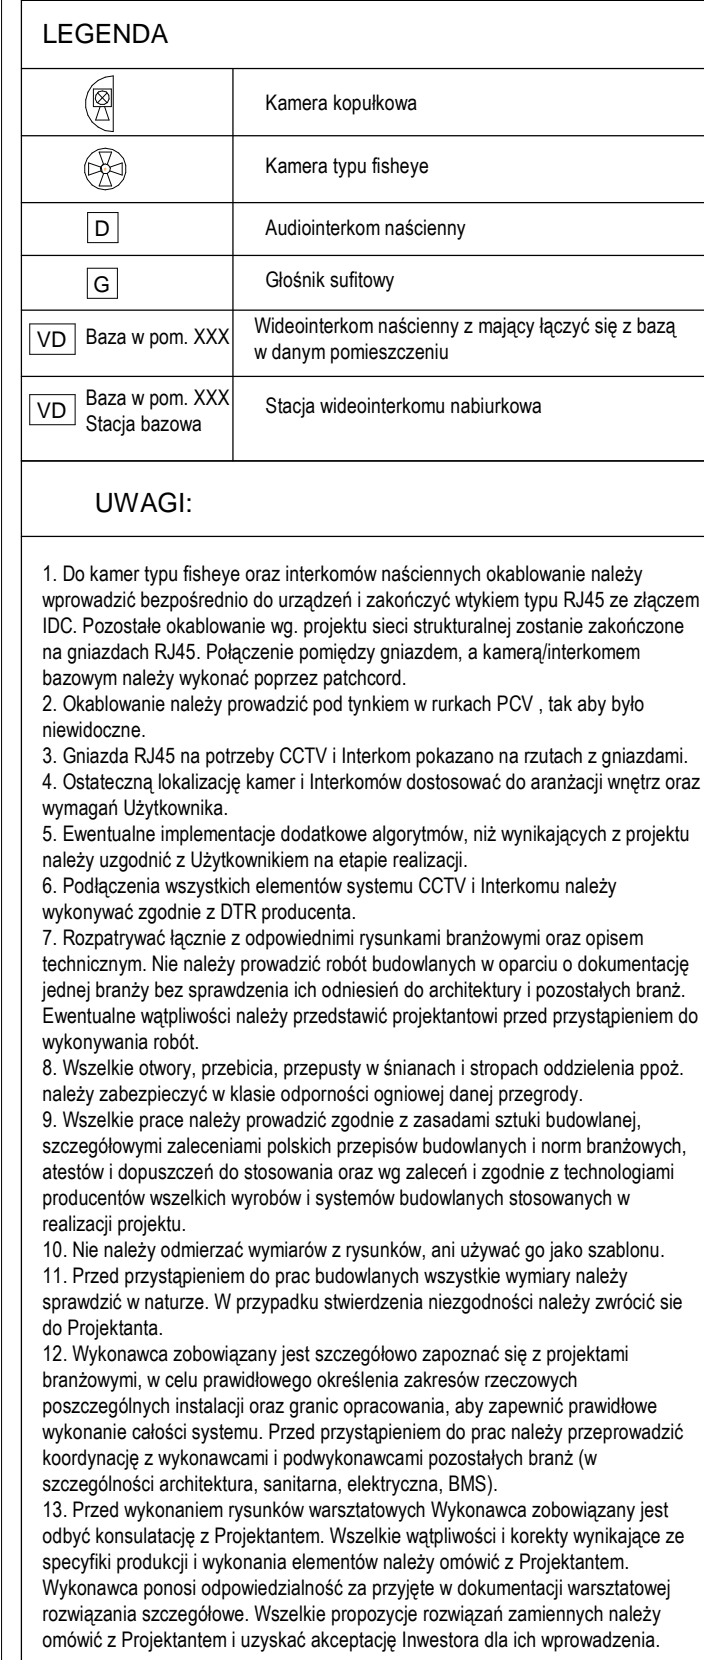 LEGENDA
Kamera kopułkowa
Kamera typu fisheye
D Audiointerkom naścienny
G Głośnik sufitowy
VD Baza w pom. XXX Wideointerkom naścienny z mający łączyć się z bazą
w danym pomieszczeniu
VD Baza w pom. XXX
Stacja bazowa
Stacja wideointerkomu nabiurkowa
UWAGI:
1. Do kamer typu fisheye oraz interkomów naściennych okablowanie należy
wprowadzić bezpośrednio do urządzeń i zakończyć wtykiem typu RJ45 ze złączem
IDC. Pozostałe okablowanie wg. projektu sieci strukturalnej zostanie zakończone
na gniazdach RJ45. Połączenie pomiędzy gniazdem, a kamerą/interkomem
bazowym należy wykonać poprzez patchcord.
2. Okablowanie należy prowadzić pod tynkiem w rurkach PCV , tak aby było
niewidoczne.
3. Gniazda RJ45 na potrzeby CCTV i Interkom pokazano na rzutach z gniazdami.
4. Ostateczną lokalizację kamer i Interkomów dostosować do aranżacji wnętrz oraz
wymagań Użytkownika.
5. Ewentualne implementacje dodatkowe algorytmów, niż wynikających z projektu
należy uzgodnić z Użytkownikiem na etapie realizacji.
6. Podłączenia wszystkich elementów systemu CCTV i Interkomu należy
wykonywać zgodnie z DTR producenta.
7. Rozpatrywać łącznie z odpowiednimi rysunkami branżowymi oraz opisem
technicznym. Nie należy prowadzić robót budowlanych w oparciu o dokumentację
jednej branży bez sprawdzenia ich odniesień do architektury i pozostałych branż.
Ewentualne wątpliwości należy przedstawić projektantowi przed przystąpieniem do
wykonywania robót.
8. Wszelkie otwory, przebicia, przepusty w śnianach i stropach oddzielenia ppoż.
należy zabezpieczyć w klasie odporności ogniowej danej przegrody.
9. Wszelkie prace należy prowadzić zgodnie z zasadami sztuki budowlanej,
szczegółowymi zaleceniami polskich przepisów budowlanych i norm branżowych,
atestów i dopuszczeń do stosowania oraz wg zaleceń i zgodnie z technologiami
producentów wszelkich wyrobów i systemów budowlanych stosowanych w
realizacji projektu.
10. Nie należy odmierzać wymiarów z rysunków, ani używać go jako szablonu.
11. Przed przystąpieniem do prac budowlanych wszystkie wymiary należy
sprawdzić w naturze. W przypadku stwierdzenia niezgodności należy zwrócić sie
do Projektanta.
12. Wykonawca zobowiązany jest szczegółowo zapoznać się z projektami
branżowymi, w celu prawidłowego określenia zakresów rzeczowych
poszczególnych instalacji oraz granic opracowania, aby zapewnić prawidłowe
wykonanie całości systemu. Przed przystąpieniem do prac należy przeprowadzić
koordynację z wykonawcami i podwykonawcami pozostałych branż (w
szczególności architektura, sanitarna, elektryczna, BMS).
13. Przed wykonaniem rysunków warsztatowych Wykonawca zobowiązany jest
odbyć konsulatację z Projektantem. Wszelkie wątpliwości i korekty wynikające ze
specyfiki produkcji i wykonania elementów należy omówić z Projektantem.
Wykonawca ponosi odpowiedzialność za przyjęte w dokumentacji warsztatowej
rozwiązania szczegółowe. Wszelkie propozycje rozwiązań zamiennych należy
omówić z Projektantem i uzyskać akceptację Inwestora dla ich wprowadzenia.